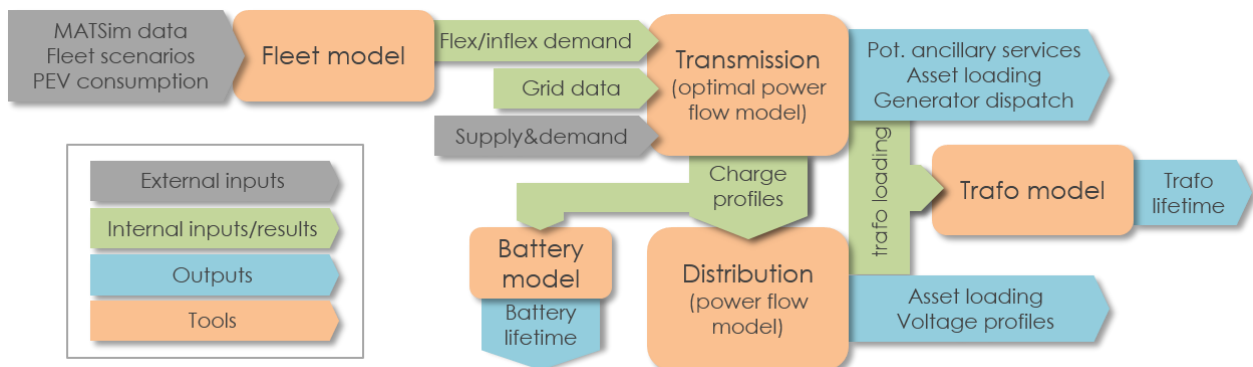 MATSim data
Fleet scenarios
PEV consumption
Fleet model
Flex/inflex demand
Grid data
Supply&demand
Transmission
(optimal power
flow model)
Pot. ancillary services
Asset loading
Generator dispatch
External inputs
Internal inputs/results
Outputs
Tools
Charge
profiles
Battery
model
Battery
lifetime
Distribution
(power flow
model)
trafo loading
Trafo model
Trafo
lifetime
Asset loading
Voltage profiles